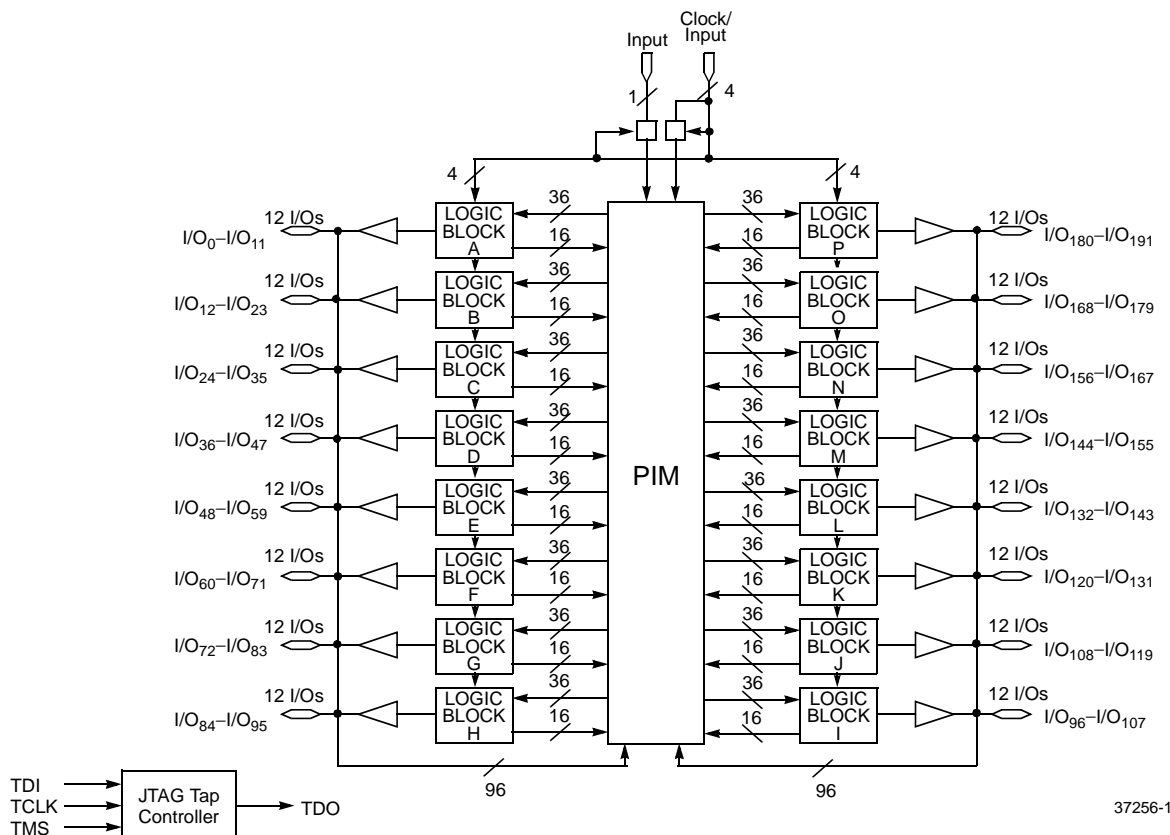 Input
Clock/
Input
1
4
4
4
12 I/Os
I/O0–I/O11
LOGIC
BLOCK
A
36
16
36
16
LOGIC
BLOCK
P
12 I/Os
I/O180–I/O191
12 I/Os
I/O12–I/O23
LOGIC
BLOCK
B
36
16
36
16
LOGIC
BLOCK
O
12 I/Os
I/O168–I/O179
12 I/Os
I/O24–I/O35
LOGIC
BLOCK
C
36
16
36
16
LOGIC
BLOCK
N
12 I/Os
I/O156–I/O167
12 I/Os
I/O36–I/O47
LOGIC
BLOCK
D
36
16
PIM
36
16
LOGIC
BLOCK
M
12 I/Os
I/O144–I/O155
12 I/Os
I/O48–I/O59
LOGIC
BLOCK
E
36
16
36
16
LOGIC
BLOCK
L
12 I/Os
I/O132–I/O143
12 I/Os
I/O60–I/O71
LOGIC
BLOCK
F
36
16
36
16
LOGIC
BLOCK
K
12 I/Os
I/O120–I/O131
12 I/Os
I/O72–I/O83
LOGIC
BLOCK
G
36
16
36
16
LOGIC
BLOCK
J
12 I/Os
I/O108–I/O119
12 I/Os
I/O84–I/O95
LOGIC
BLOCK
H
36
16
36
16
LOGIC
BLOCK
I
12 I/Os
I/O96–I/O107
96
96
TDI
TCLK
TMS
JTAG Tap
Controller
TDO
37256-1